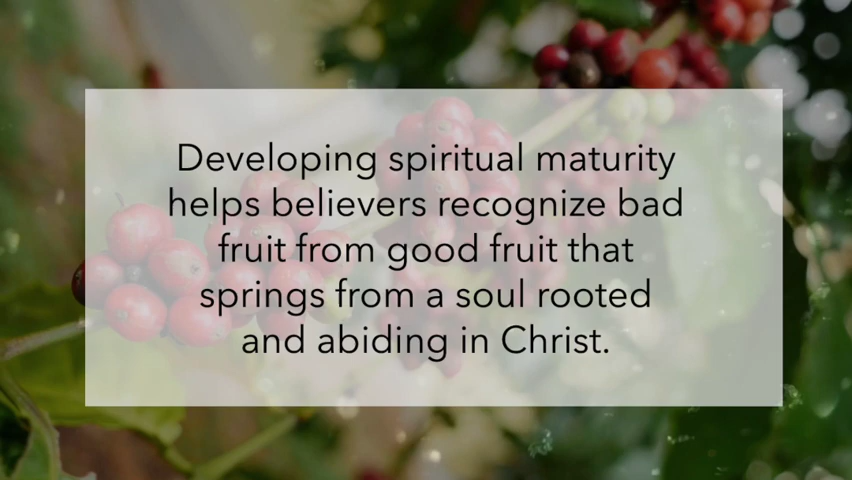 Developing spiritual maturity
helps believers recognize bad
fruit from good fruit that
springs from a soul rooted
and abiding in Christ.